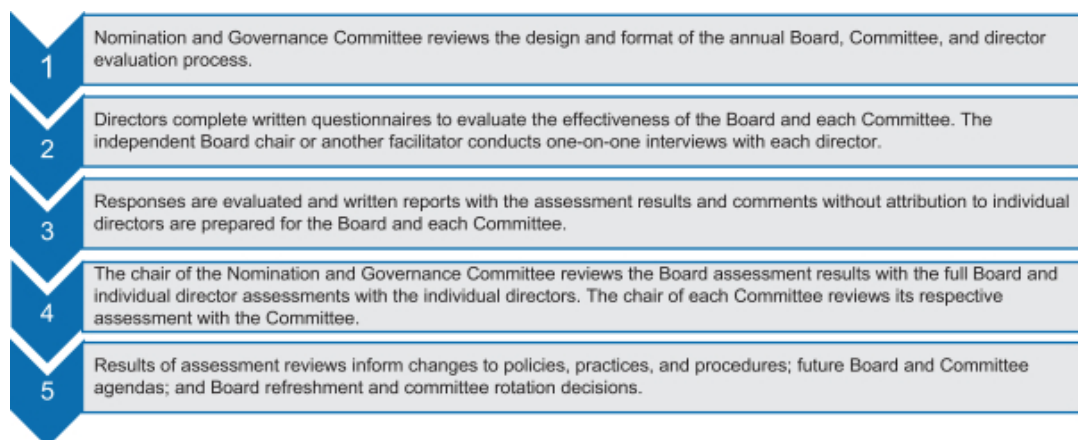 1
Nomination and Governance Committee reviews the design and format of the annual Board, Committee, and director
evaluation process.
2
Directors complete written questionnaires to evaluate the effectiveness of the Board and each Committee. The
independent Board chair or another facilitator conducts one-on-one interviews with each director.
3
Responses are evaluated and written reports with the assessment results and comments without attribution to individual
directors are prepared for the Board and each Committee.
4
The chair of the Nomination and Governance Committee reviews the Board assessment results with the full Board and
individual director assessments with the individual directors. The chair of each Committee reviews its respective
assessment with the Committee.
5
Results of assessment reviews inform changes to policies, practices, and procedures; future Board and Committee
agendas; and Board refreshment and committee rotation decisions.